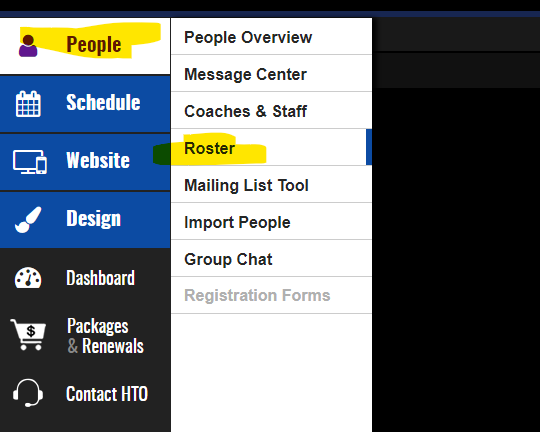 People
Schedule
Website
Design
Dashboard
Packages
& Renewals
Contact HTO
People Overview
Message Center
Coaches & Staff
Roster
Mailing List Tool
Import People
Group Chat
Registration Forms